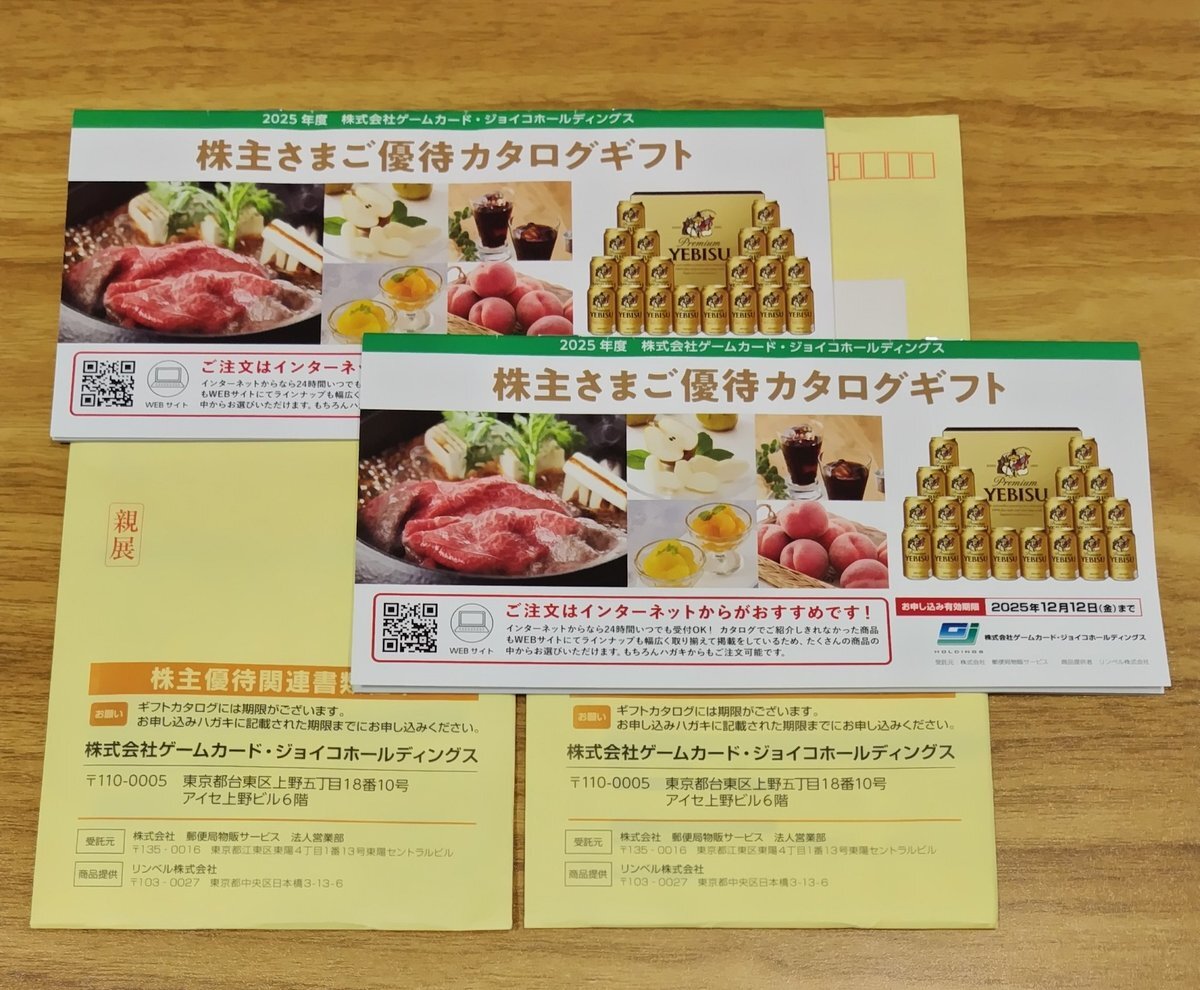 2025年度 株式会社ゲームカード・ジョイコホールディングス
株主さまご優待カタログギフト
Premium
YEBISU
ご注文はインターネッ
インターネットからなら24時間いつでも
もWEBサイトにてラインナップも幅広く
中からお選びいただけます。もちろんハガ
WEBサイト
2025年度 株式会社ゲームカード・ジョイコホールディングス
株主さまご優待カタログギフト
Premium
YEBISU
ご注文はインターネットからがおすすめです!
インターネットからなら24時間いつでも受付OK! カタログでご紹介しきれなかった商品
もWEBサイトにてラインナップも幅広く取り揃えて掲載をしているため、たくさんの商品の
中からお選びいただけます。もちろんハガキからもご注文可能です。
WEBサイト
お申し込み有効期限 2025年12月12日(金)まで
GJ HOLDINGS 株式会社ゲームカード・ジョイコホールディングス
受託元 株式会社 郵便局物販サービス 商品提供者 リンベル株式会社
親展
株主優待関連書類
お願い
ギフトカタログには期限がございます。
お申し込みハガキに記載された期限までにお申し込みください。
株式会社ゲームカード・ジョイコホールディングス
〒110-0005 東京都台東区上野五丁目18番10号
アイセ上野ビル6階
受託元 株式会社 郵便局物販サービス 法人営業部
〒135-0016 東京都江東区東陽4丁目1番13号東陽セントラルビル
商品提供 リンベル株式会社
〒103-0027 東京都中央区日本橋3-13-6
お願い
ギフトカタログには期限がございます。
お申し込みハガキに記載された期限までにお申し込みください。
株式会社ゲームカード・ジョイコホールディングス
〒110-0005 東京都台東区上野五丁目18番10号
アイセ上野ビル6階
受託元 株式会社 郵便局物販サービス 法人営業部
〒135-0016 東京都江東区東陽4丁目1番13号東陽セントラルビル
商品提供 リンベル株式会社
〒103-0027 東京都中央区日本橋3-13-6